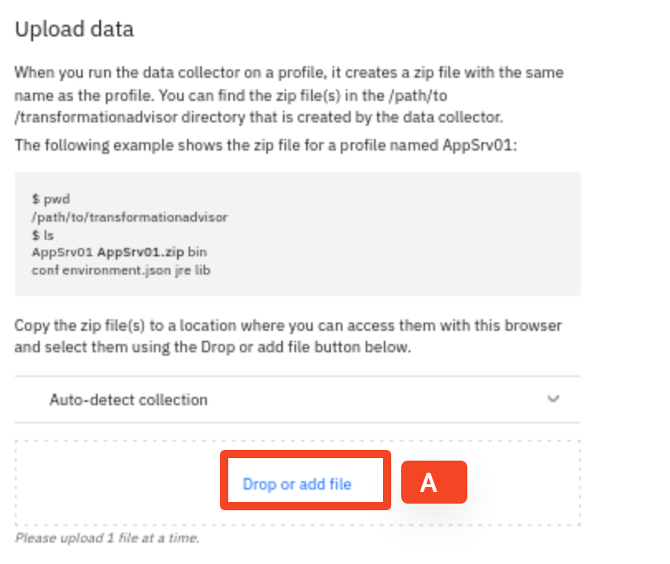 Upload data
When you run the data collector on a profile, it creates a zip file with the same
name as the profile. You can find the zip file(s) in the /path/to
/transformationadvisor directory that is created by the data collector.
The following example shows the zip file for a profile named AppSrv01:
$ pwd
/path/to/transformationadvisor
$ ls
AppSrv01 AppSrv01.zip bin
conf environment.json jre lib
Copy the zip file(s) to a location where you can access them with this browser
and select them using the Drop or add file button below.
Auto-detect collection
Drop or add file
A
Please upload 1 file at a time.